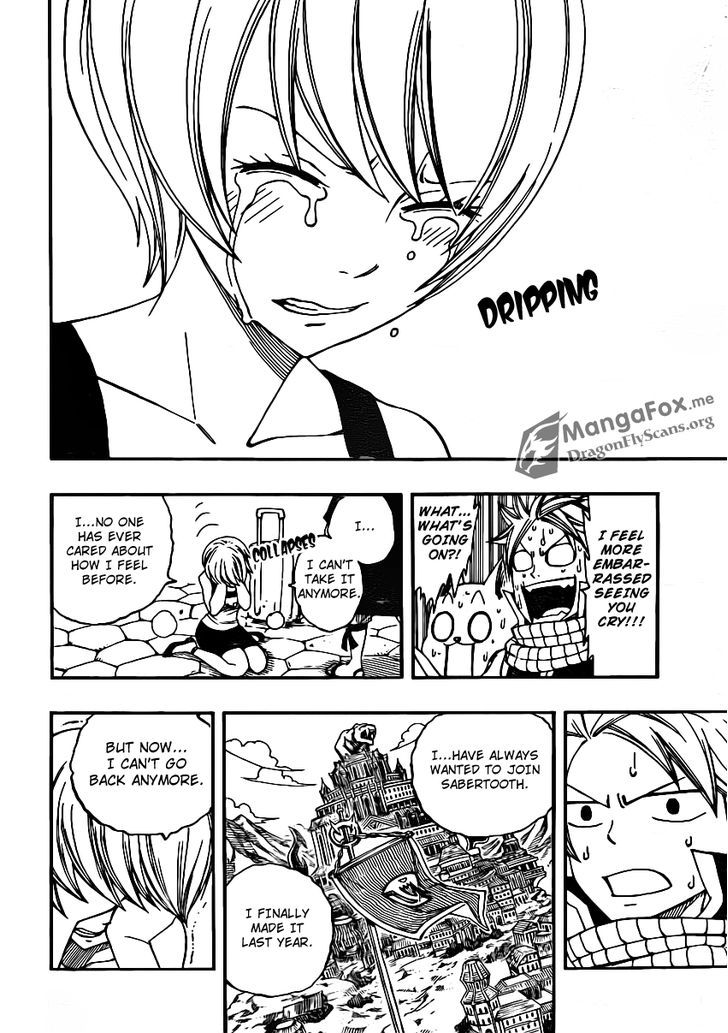 DRIPPING
MangaFox.me
DragonFlyScans.org
I FEEL
MORE
EMBAR-
RASSED
SEEING
YOU
CRY!!!
WHAT...
WHAT'S
GOING
ON?!
I...
I CAN'T
TAKE IT
ANYMORE.
COLLAPSES
I...NO ONE
HAS EVER
CARED ABOUT
HOW I FEEL
BEFORE.
I...HAVE ALWAYS
WANTED TO JOIN
SABERTOOTH.
I FINALLY
MADE IT
LAST YEAR.
BUT NOW...
I CAN'T GO
BACK ANYMORE.